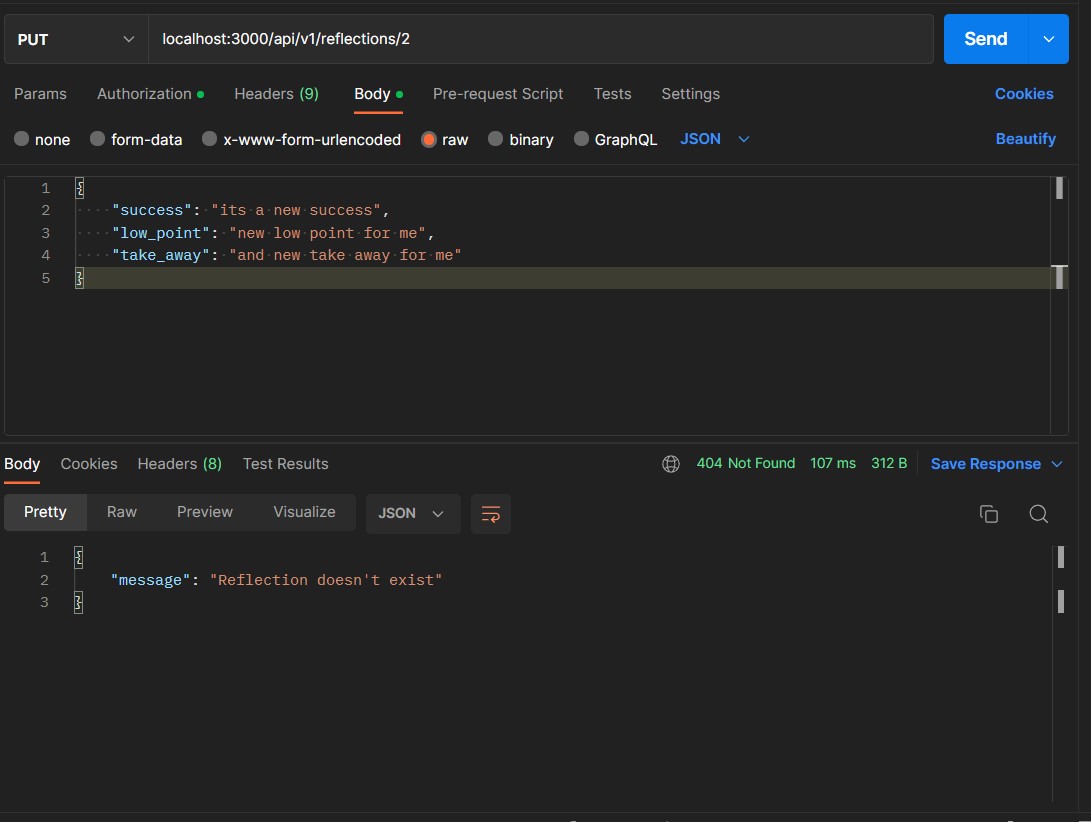 PUT localhost:3000/api/v1/reflections/2 Send
Params Authorization Headers (9) Body Pre-request Script Tests Settings Cookies
none form-data x-www-form-urlencoded raw binary GraphQL JSON Beautify
1 {
2 "success": "its a new success",
3 "low_point": "new low point for me",
4 "take_away": "and new take away for me"
5 }
Body Cookies Headers (8) Test Results 404 Not Found 107 ms 312 B Save Response
Pretty Raw Preview Visualize JSON
1 {
2 "message": "Reflection doesn't exist"
3 }